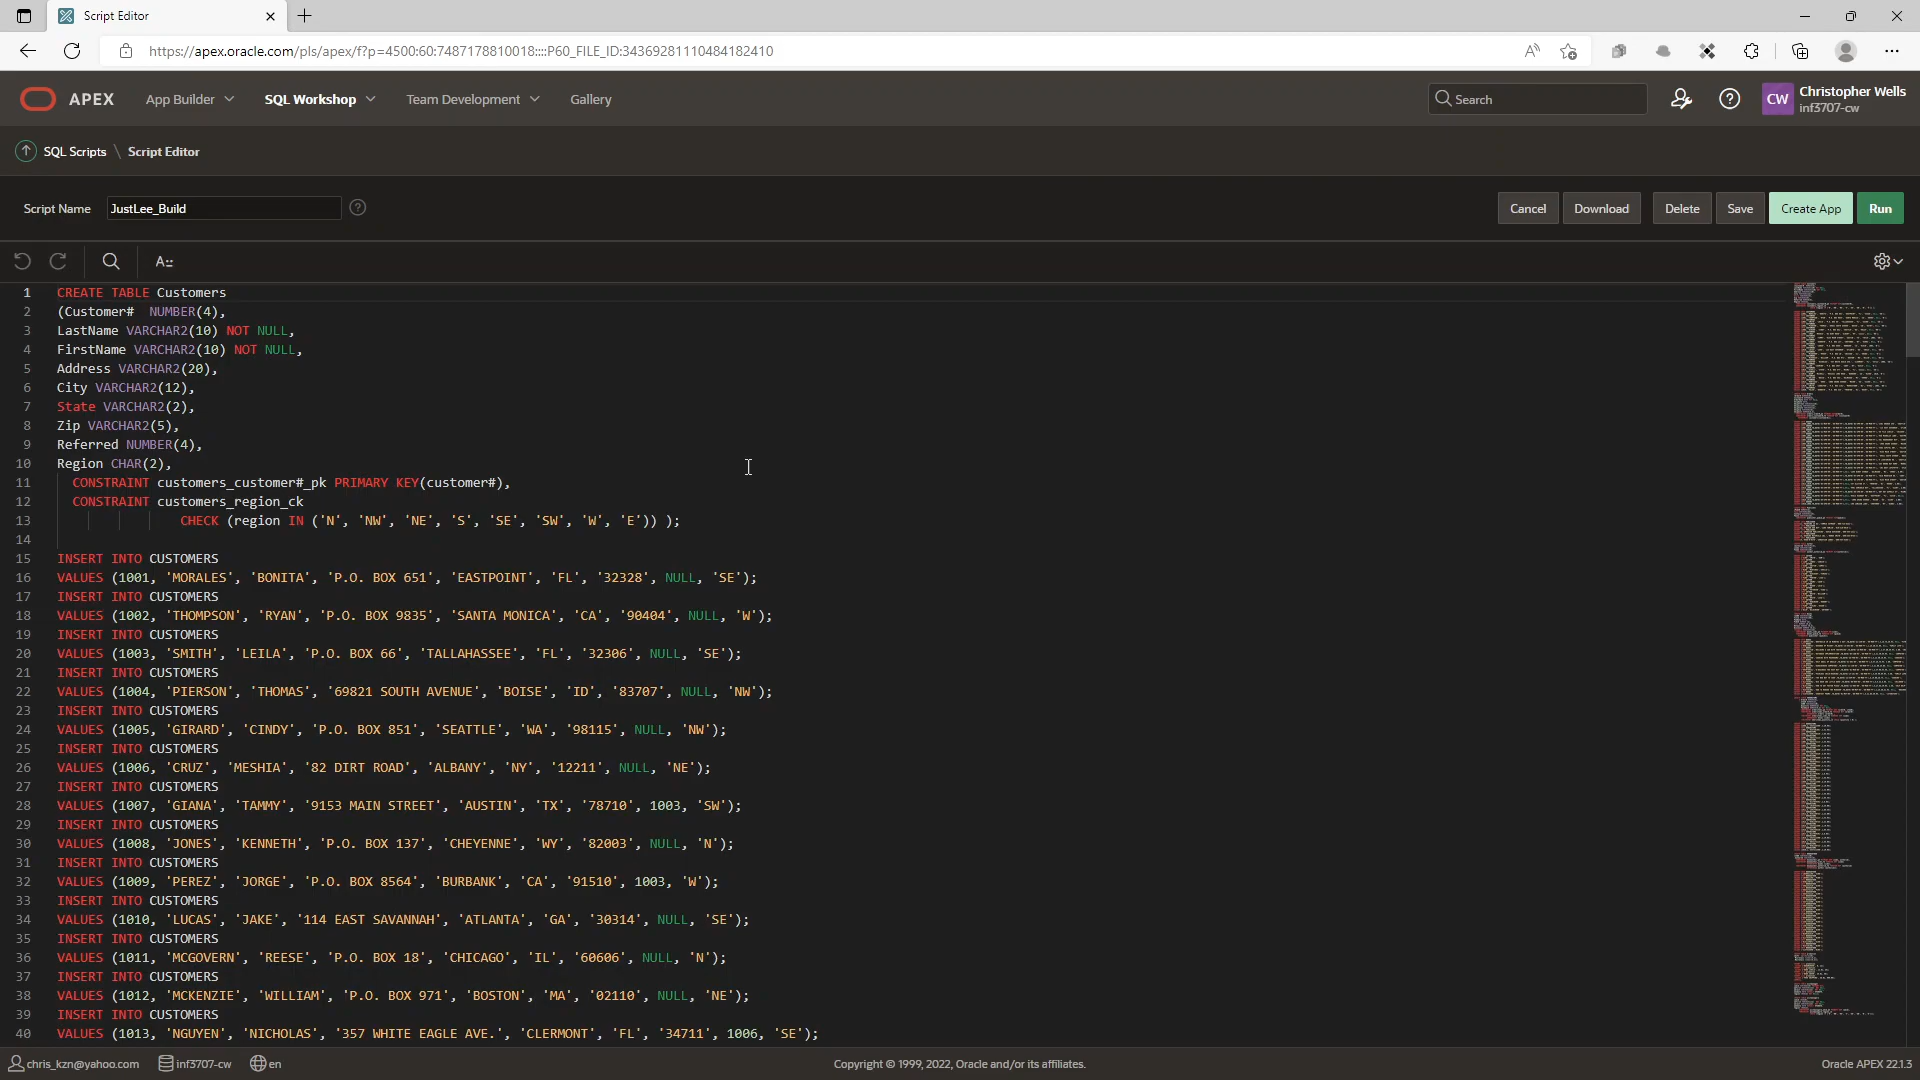 Script Editor
https://apex.oracle.com/pls/apex/f?p=4500:60:7487178810018::::P60_FILE_ID:34369281110484182410
APEX App Builder SQL Workshop Team Development Gallery Search Christopher Wells
CW inf3707-cw
SQL Scripts \ Script Editor
Script Name JustLee_Build Cancel Download Delete Save Create App Run
1 CREATE TABLE Customers
2 (Customer#  NUMBER(4),
3 LastName VARCHAR2(10) NOT NULL,
4 FirstName VARCHAR2(10) NOT NULL,
5 Address VARCHAR2(20),
6 City VARCHAR2(12),
7 State VARCHAR2(2),
8 Zip VARCHAR2(5),
9 Referred NUMBER(4),
10 Region CHAR(2),
11 CONSTRAINT customers_customer#_pk PRIMARY KEY(customer#),
12 CONSTRAINT customers_region_ck
13 CHECK (region IN ('N', 'NW', 'NE', 'S', 'SE', 'SW', 'W', 'E')) );
14
15 INSERT INTO CUSTOMERS
16 VALUES (1001, 'MORALES', 'BONITA', 'P.O. BOX 651', 'EASTPOINT', 'FL', '32328', NULL, 'SE');
17 INSERT INTO CUSTOMERS
18 VALUES (1002, 'THOMPSON', 'RYAN', 'P.O. BOX 9835', 'SANTA MONICA', 'CA', '90404', NULL, 'W');
19 INSERT INTO CUSTOMERS
20 VALUES (1003, 'SMITH', 'LEILA', 'P.O. BOX 66', 'TALLAHASSEE', 'FL', '32306', NULL, 'SE');
21 INSERT INTO CUSTOMERS
22 VALUES (1004, 'PIERSON', 'THOMAS', '69821 SOUTH AVENUE', 'BOISE', 'ID', '83707', NULL, 'NW');
23 INSERT INTO CUSTOMERS
24 VALUES (1005, 'GIRARD', 'CINDY', 'P.O. BOX 851', 'SEATTLE', 'WA', '98115', NULL, 'NW');
25 INSERT INTO CUSTOMERS
26 VALUES (1006, 'CRUZ', 'MESHIA', '82 DIRT ROAD', 'ALBANY', 'NY', '12211', NULL, 'NE');
27 INSERT INTO CUSTOMERS
28 VALUES (1007, 'GIANA', 'TAMMY', '9153 MAIN STREET', 'AUSTIN', 'TX', '78710', 1003, 'SW');
29 INSERT INTO CUSTOMERS
30 VALUES (1008, 'JONES', 'KENNETH', 'P.O. BOX 137', 'CHEYENNE', 'WY', '82003', NULL, 'N');
31 INSERT INTO CUSTOMERS
32 VALUES (1009, 'PEREZ', 'JORGE', 'P.O. BOX 8564', 'BURBANK', 'CA', '91510', 1003, 'W');
33 INSERT INTO CUSTOMERS
34 VALUES (1010, 'LUCAS', 'JAKE', '114 EAST SAVANNAH', 'ATLANTA', 'GA', '30314', NULL, 'SE');
35 INSERT INTO CUSTOMERS
36 VALUES (1011, 'MCGOVERN', 'REESE', 'P.O. BOX 18', 'CHICAGO', 'IL', '60606', NULL, 'N');
37 INSERT INTO CUSTOMERS
38 VALUES (1012, 'MCKENZIE', 'WILLIAM', 'P.O. BOX 971', 'BOSTON', 'MA', '02110', NULL, 'NE');
39 INSERT INTO CUSTOMERS
40 VALUES (1013, 'NGUYEN', 'NICHOLAS', '357 WHITE EAGLE AVE.', 'CLERMONT', 'FL', '34711', 1006, 'SE');
chris_kzn@yahoo.com inf3707-cw en Copyright © 1999, 2022, Oracle and/or its affiliates. Oracle APEX 22.1.3